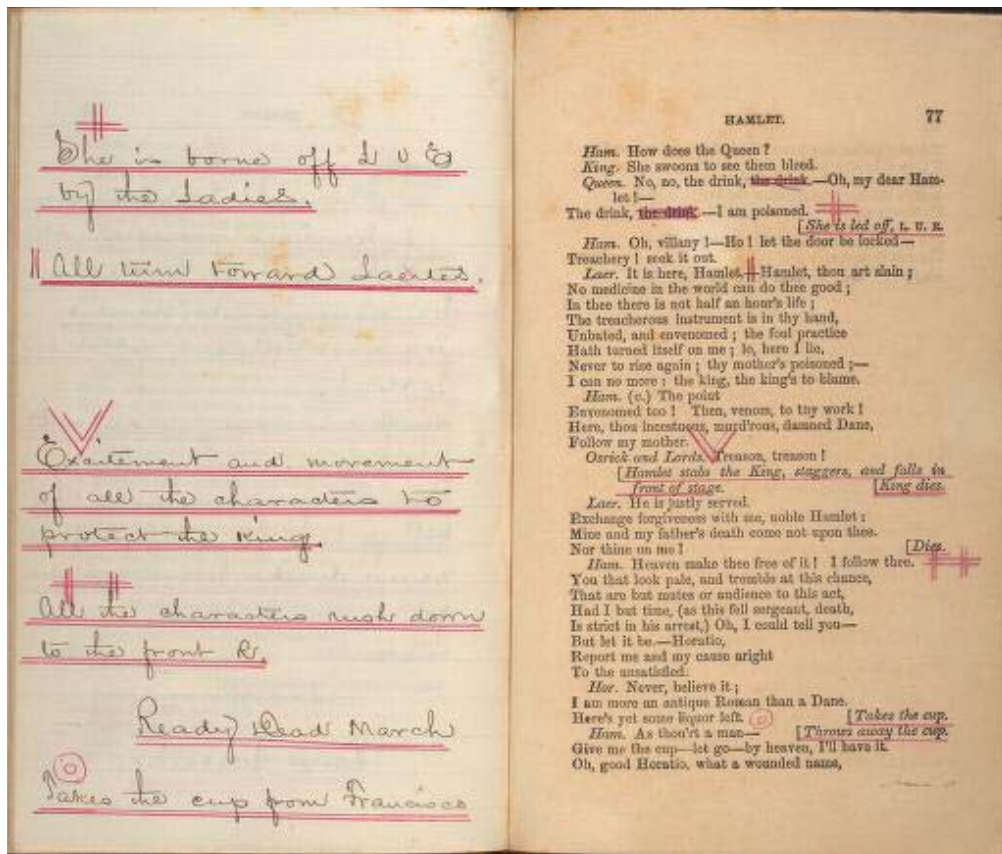 She is borne off L U E
by the Ladies.
All turn toward Laertes.
Excitement and movement
of all the characters to
protect the King.
All the characters rush down
to the front R.
Ready Dead March
Takes the cup from Francisco
HAMLET. 77
Ham. How does the Queen?
King. She swoons to see them bleed.
Queen. No, no, the drink, the drink.—Oh, my dear Ham-
let!—
The drink, the drink—I am poisoned.
[She is led off, L. U. E.
Ham. Oh, villany!—Ho! let the door be locked—
Treachery! seek it out.
Laer. It is here, Hamlet.—Hamlet, thou art slain;
No medicine in the world can do thee good;
In thee there is not half an hour's life;
The treacherous instrument is in thy hand,
Unbated, and envenomed; the foul practice
Hath turned itself on me; lo, here I lie,
Never to rise again; thy mother's poisoned;—
I can no more: the king, the king's to blame.
Ham. (C.) The point
Envenomed too! Then, venom, to thy work!
Here, thou incestuous, murd'rous, damned Dane,
Follow my mother.
Osrick and Lords. Treason, treason!
[Hamlet stabs the King, staggers, and falls in
front of stage. [King dies.
Laer. He is justly served.
Exchange forgiveness with me, noble Hamlet:
Mine and my father's death come not upon thee.
Nor thine on me! [Dies.
Ham. Heaven make thee free of it! I follow thee.
You that look pale, and tremble at this chance,
That are but mutes or audience to this act,
Had I but time, (as this fell sergeant, death,
Is strict in his arrest,) Oh, I could tell you—
But let it be.—Horatio,
Report me and my cause aright
To the unsatisfied.
Hor. Never, believe it;
I am more an antique Roman than a Dane.
Here's yet some liquor left. [Takes the cup.
Ham. As thou'rt a man— [Throws away the cup.
Give me the cup—let go—by heaven, I'll have it.
Oh, good Horatio, what a wounded name,